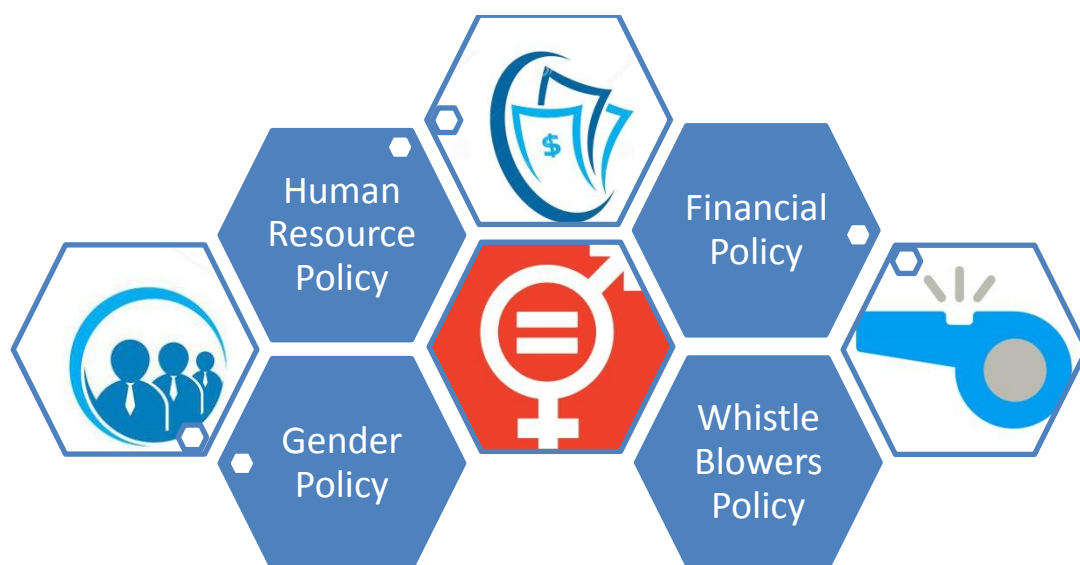 Human
Resource
Policy
$
Financial
Policy
Gender
Policy
Whistle
Blowers
Policy